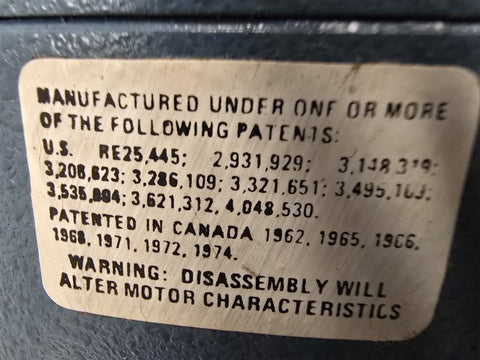 MANUFACTURED UNDER ONE OR MORE
OF THE FOLLOWING PATENTS:
U.S. RE25,445; 2,931,929; 3,148,319;
3,206,623; 3,286,109; 3,321,651; 3,495,103;
3,535,604; 3,621,312, 4,048,530.
PATENTED IN CANADA 1962, 1965, 1966,
1968, 1971, 1972, 1974.
WARNING: DISASSEMBLY WILL
ALTER MOTOR CHARACTERISTICS